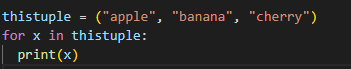 thistuple = ("apple", "banana", "cherry")
for x in thistuple:
  print(x)